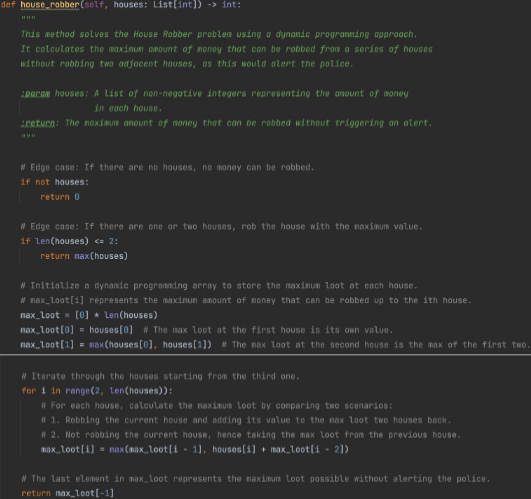 def house_robber(self, houses: List[int]) -> int:
    """
    This method solves the House Robber problem using a dynamic programming approach.
    It calculates the maximum amount of money that can be robbed from a series of houses
    without robbing two adjacent houses, as this would alert the police.

    :param houses: A list of non-negative integers representing the amount of money
                   in each house.
    :return: The maximum amount of money that can be robbed without triggering an alert.
    """

    # Edge case: If there are no houses, no money can be robbed.
    if not houses:
        return 0

    # Edge case: If there are one or two houses, rob the house with the maximum value.
    if len(houses) <= 2:
        return max(houses)

    # Initialize a dynamic programming array to store the maximum loot at each house.
    # max_loot[i] represents the maximum amount of money that can be robbed up to the ith house.
    max_loot = [0] * len(houses)
    max_loot[0] = houses[0]  # The max loot at the first house is its own value.
    max_loot[1] = max(houses[0], houses[1])  # The max loot at the second house is the max of the first two.

    # Iterate through the houses starting from the third one.
    for i in range(2, len(houses)):
        # For each house, calculate the maximum loot by comparing two scenarios:
        # 1. Robbing the current house and adding its value to the max loot two houses back.
        # 2. Not robbing the current house, hence taking the max loot from the previous house.
        max_loot[i] = max(max_loot[i - 1], houses[i] + max_loot[i - 2])

    # The last element in max_loot represents the maximum loot possible without alerting the police.
    return max_loot[-1]